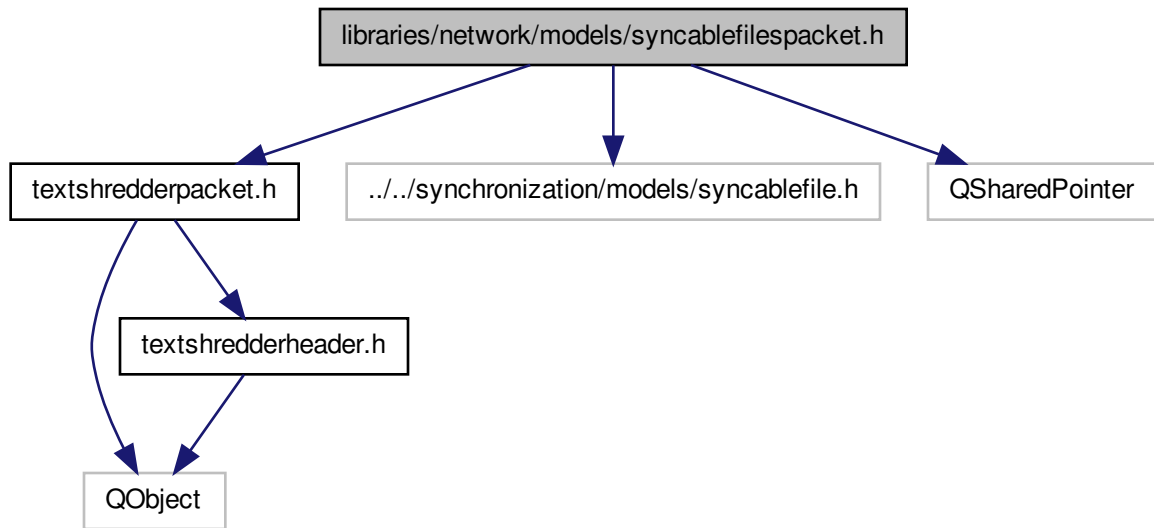 libraries/network/models/syncablefilespacket.h
textshredderpacket.h
../../synchronization/models/syncablefile.h
QSharedPointer
textshredderheader.h
QObject